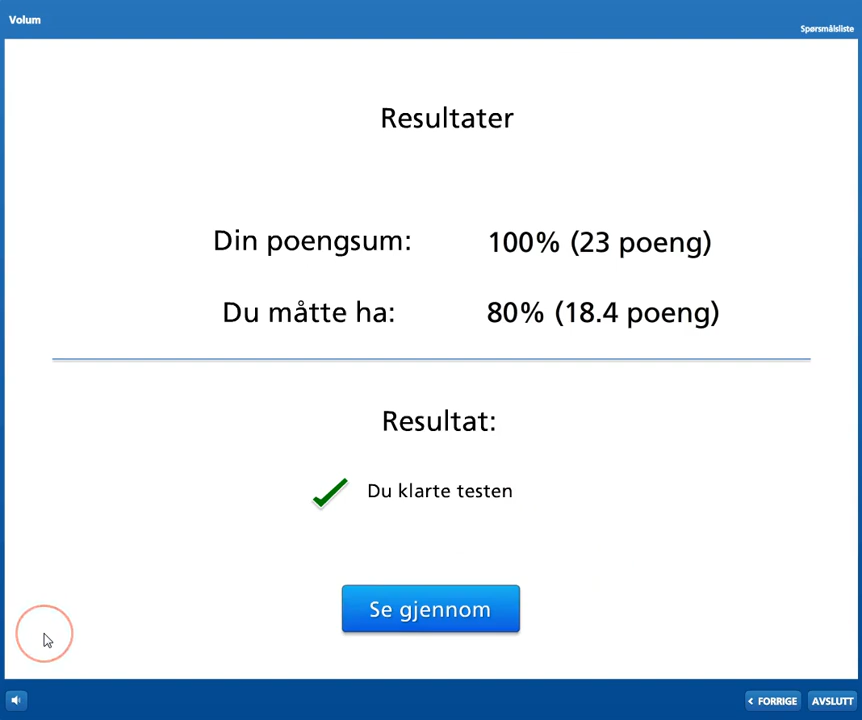 Volum
Spørsmålsliste
Resultater
Din poengsum: 100% (23 poeng)
Du måtte ha: 80% (18.4 poeng)
Resultat:
Du klarte testen
Se gjennom
< FORRIGE AVSLUTT